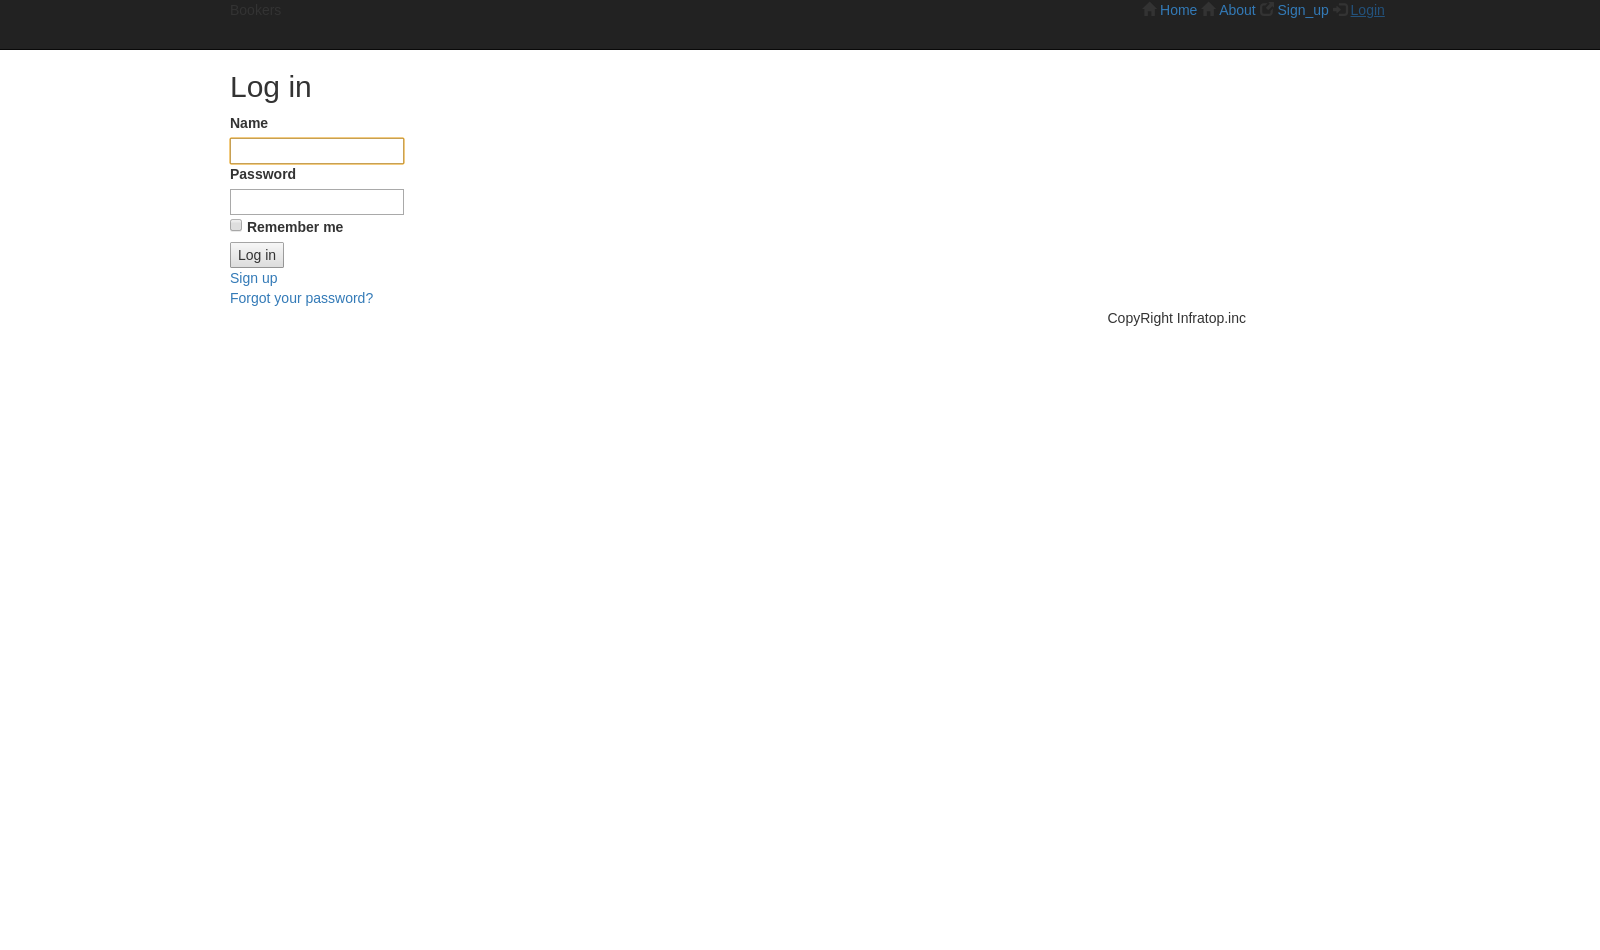 Bookers Home About Sign_up Login
Log in
Name
Password
Remember me
Log in
Sign up
Forgot your password?
CopyRight Infratop.inc